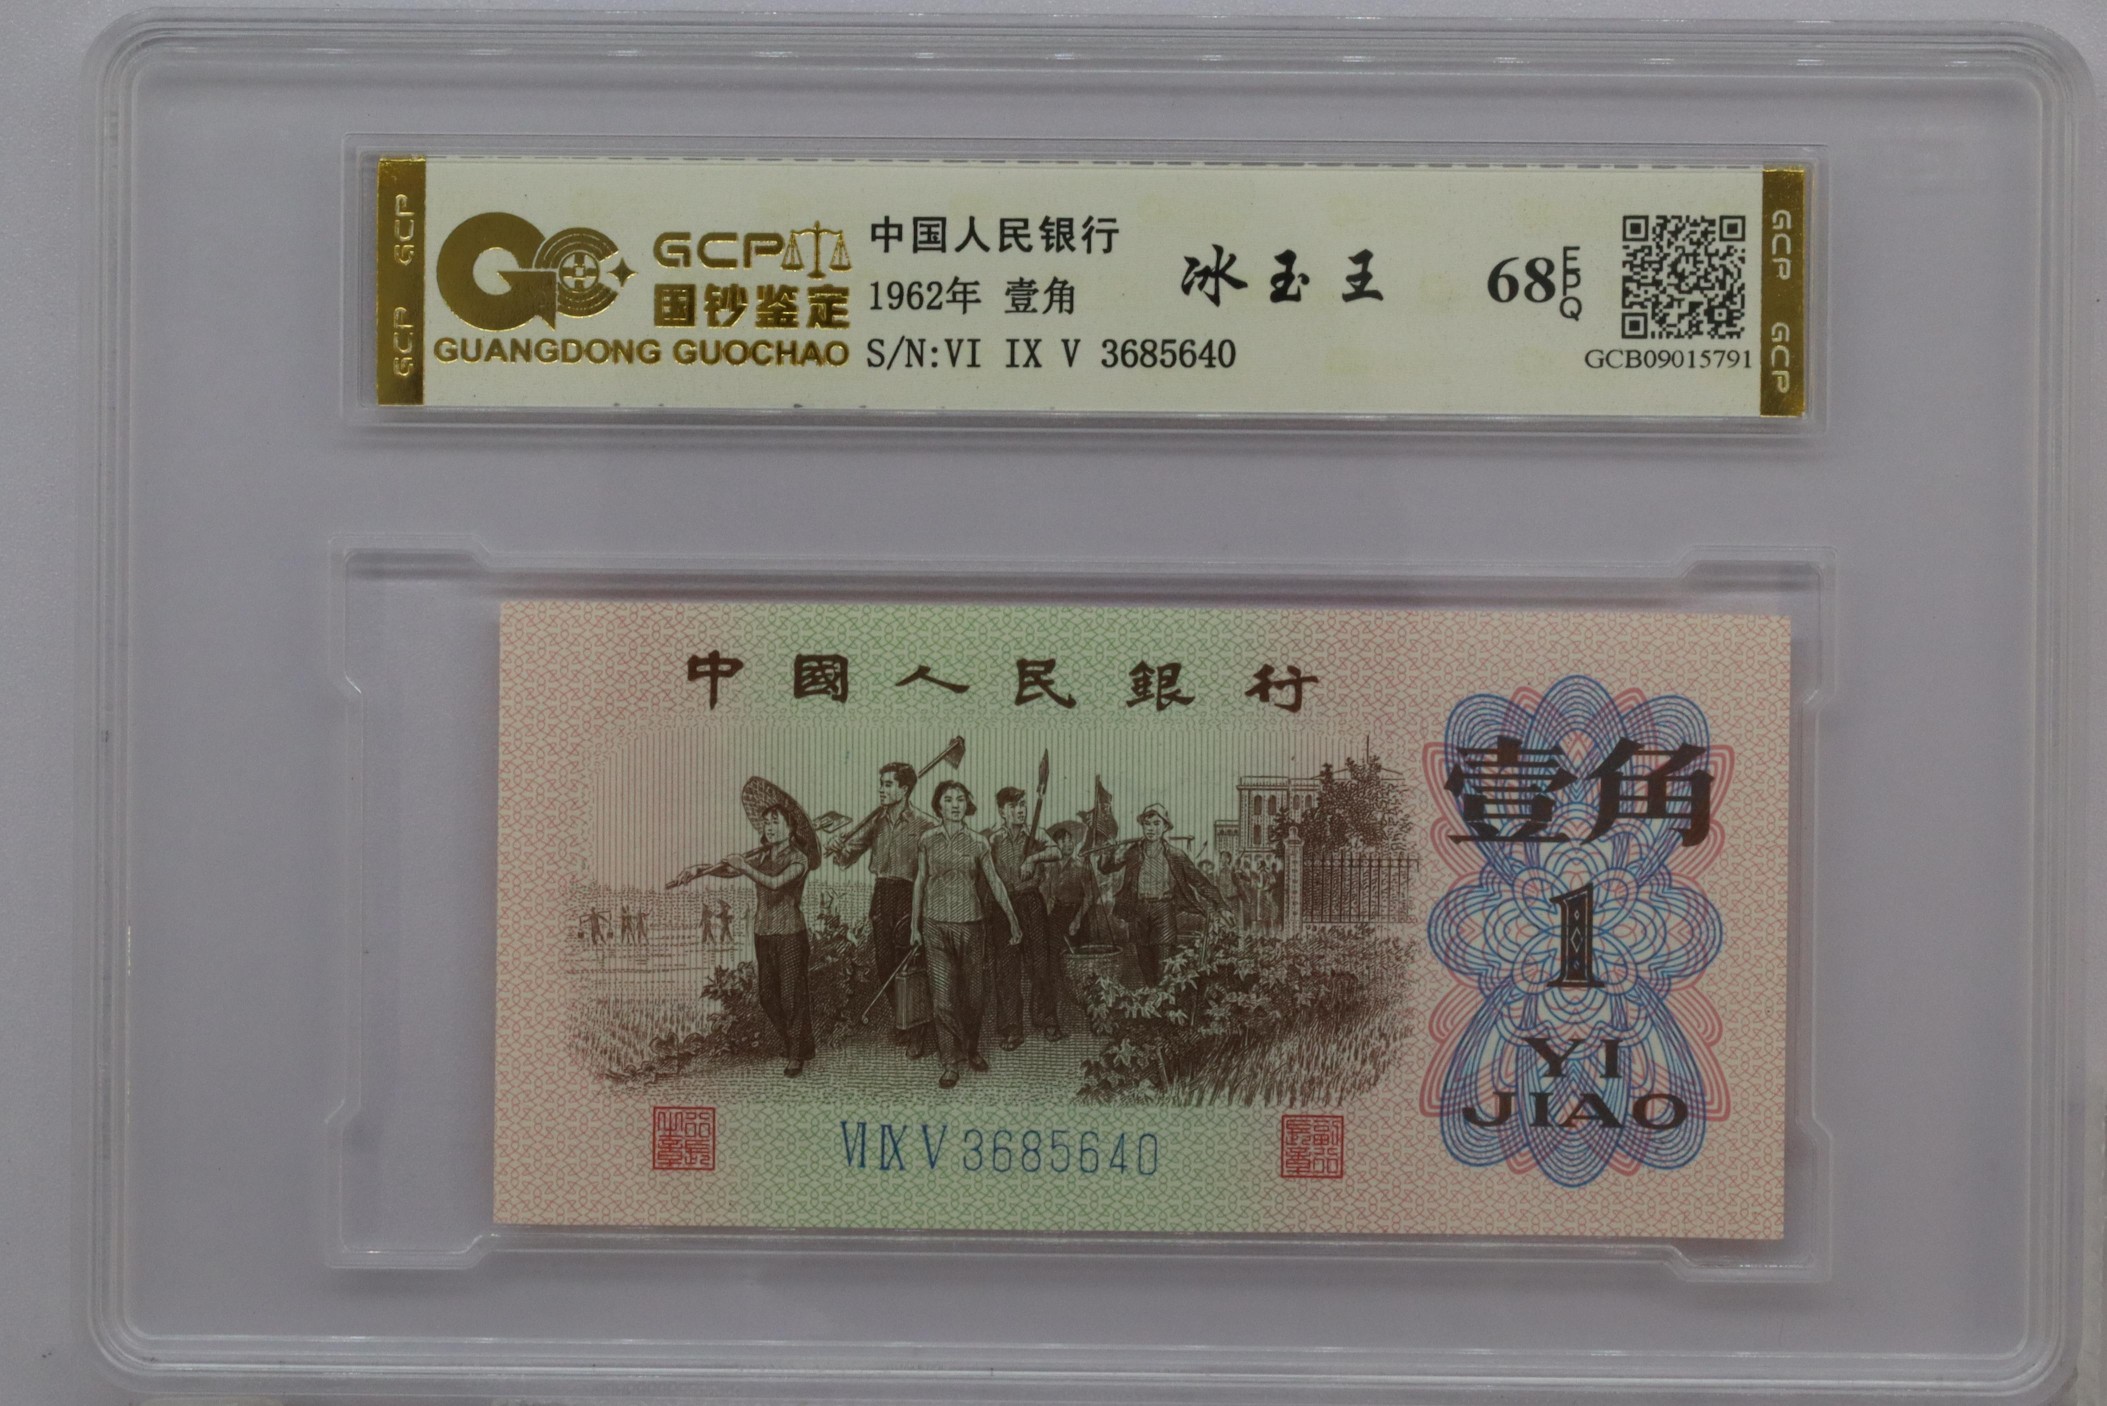 GCP GCP
GCP
国钞鉴定
GUANGDONG GUOCHAO
中国人民银行
1962年 壹角
S/N:VI IX V 3685640
冰玉王
68 EPQ
GCB09015791
GCP GCP
中國人民銀行
壹角
1
YI
JIAO
VI IX V 3685640